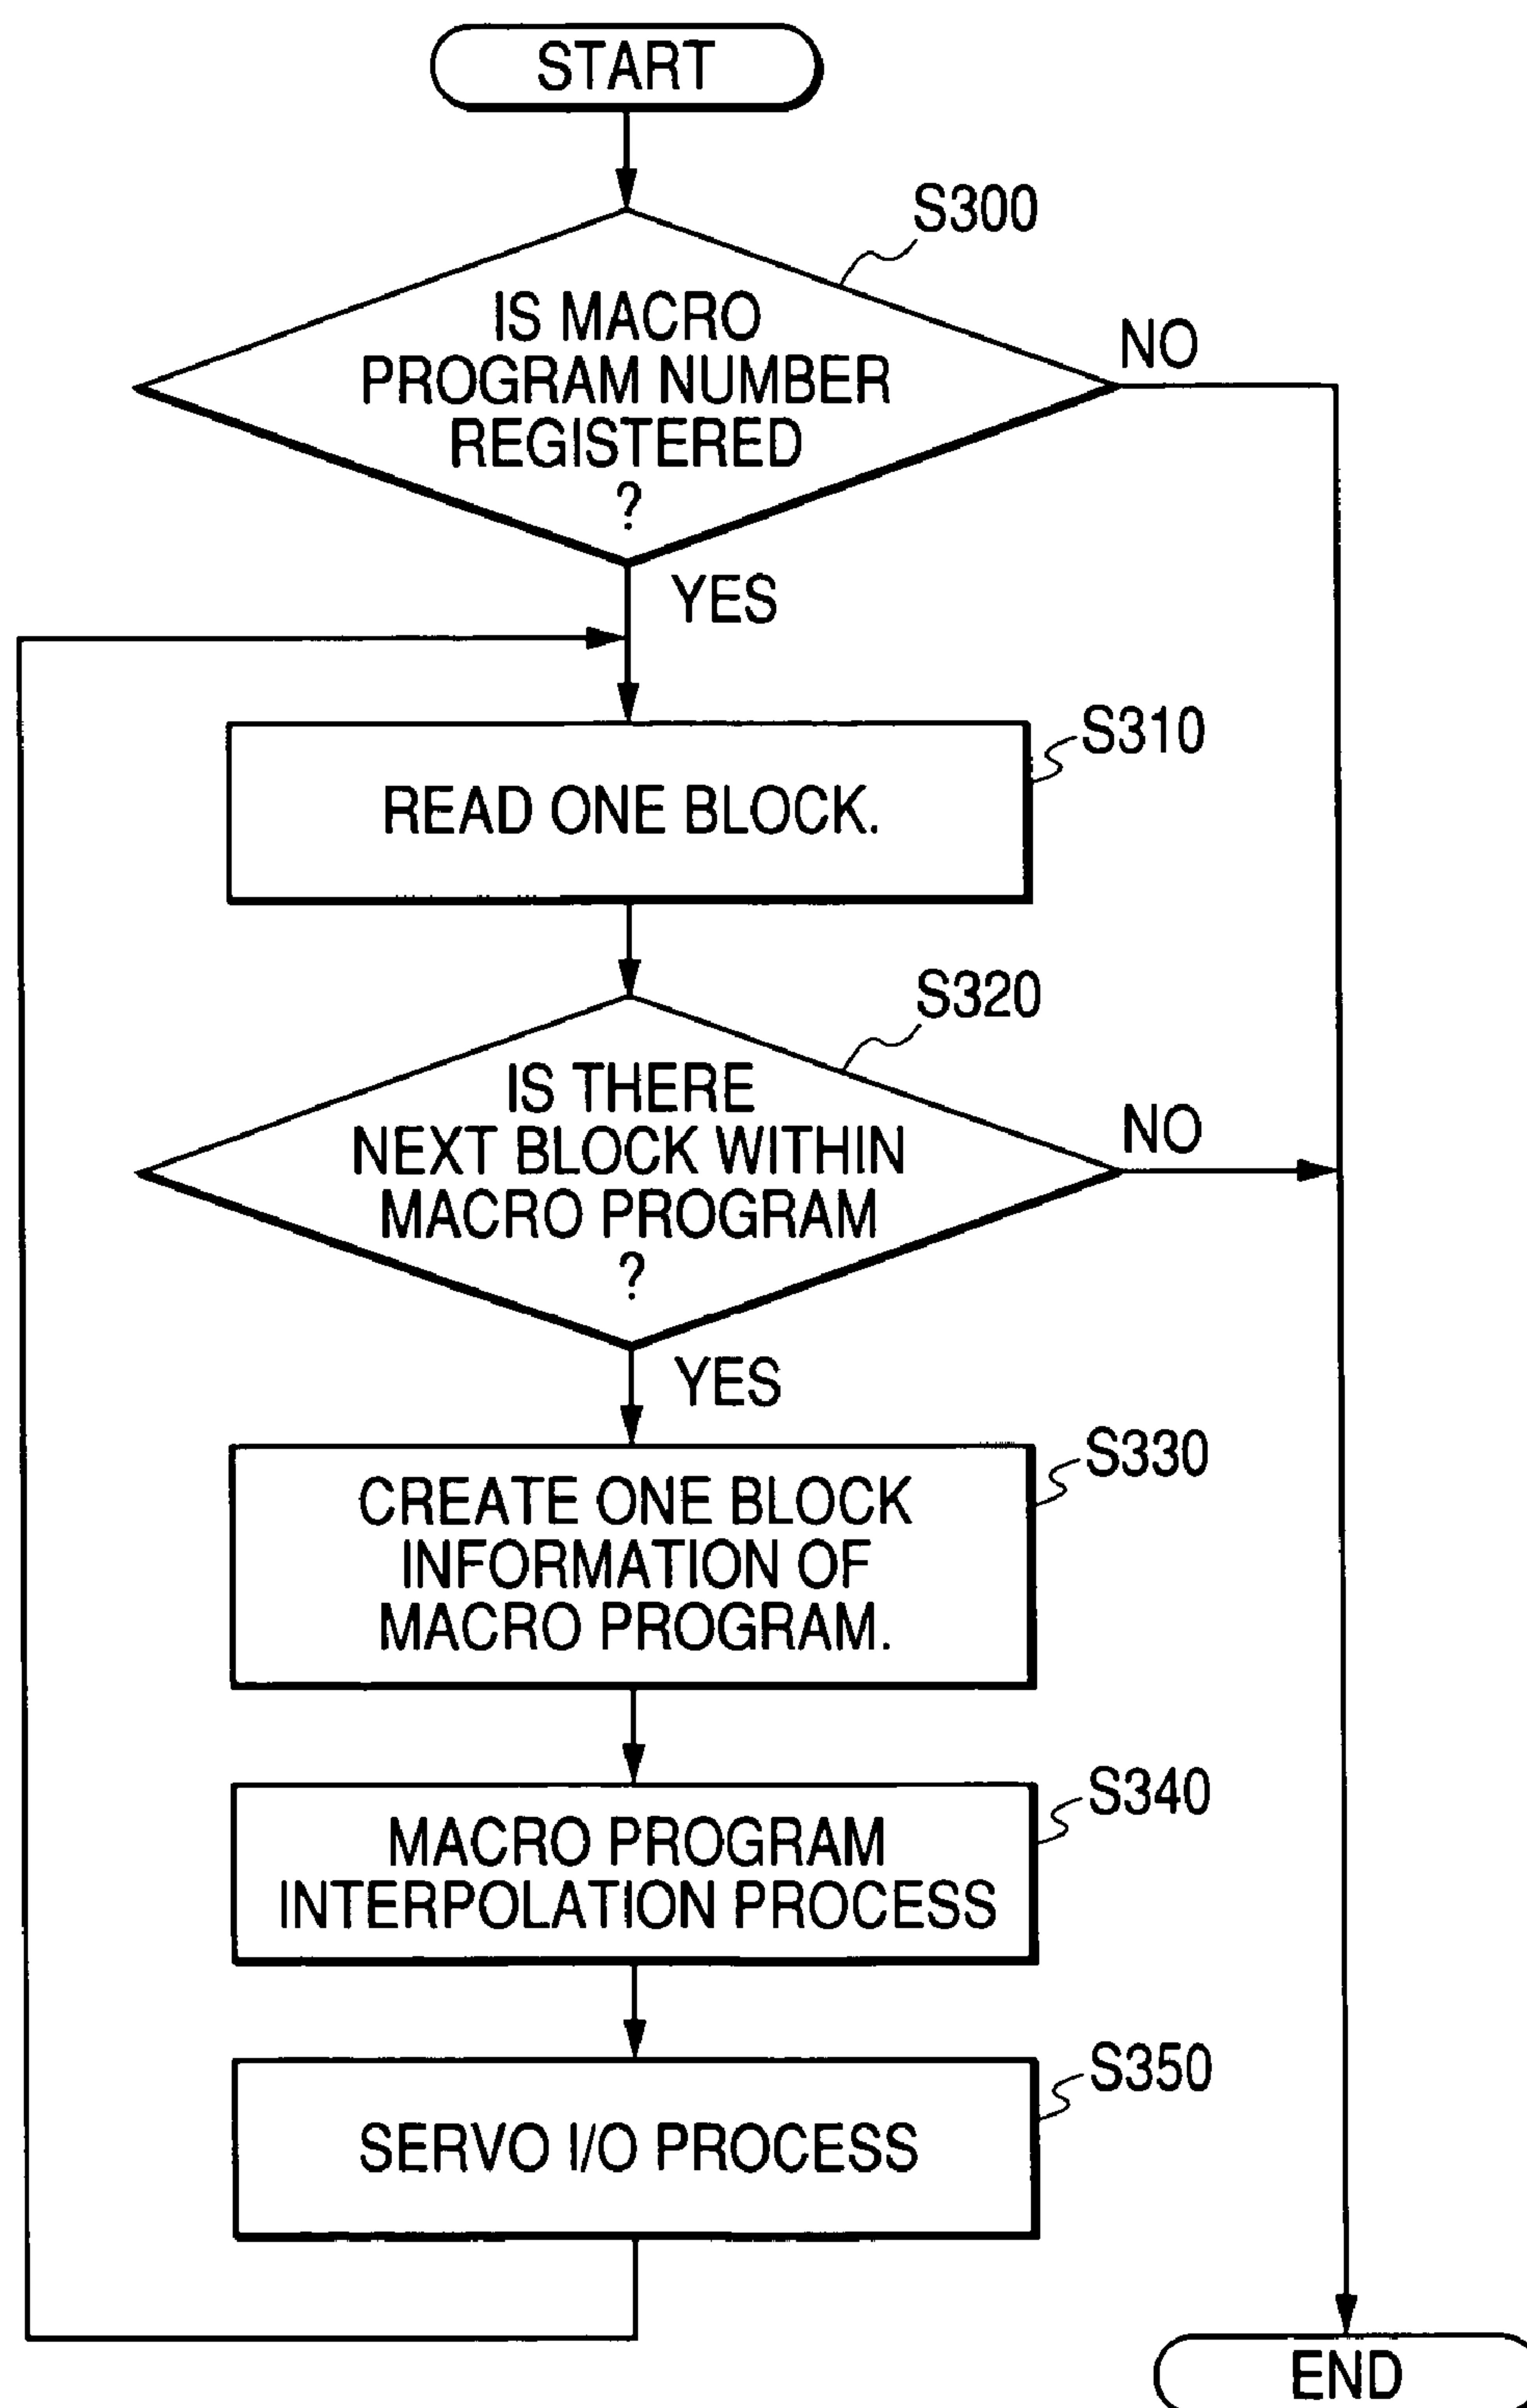 START
S300
IS MACRO
PROGRAM NUMBER
REGISTERED
?
NO
YES
S310
READ ONE BLOCK.
S320
IS THERE
NEXT BLOCK WITHIN
MACRO PROGRAM
?
NO
YES
S330
CREATE ONE BLOCK
INFORMATION OF
MACRO PROGRAM.
S340
MACRO PROGRAM
INTERPOLATION PROCESS
S350
SERVO I/O PROCESS
END